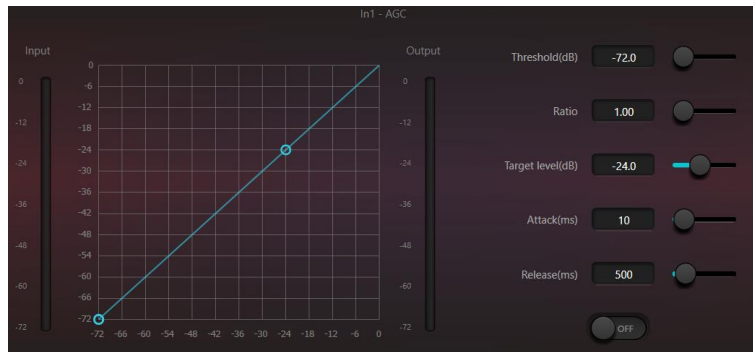 In1 - AGC
Input
Output
0
-12
-24
-36
-48
-60
-72
0
-6
-12
-18
-24
-30
-36
-42
-48
-54
-60
-66
-72
-72 -66 -60 -54 -48 -42 -36 -30 -24 -18 -12 -6 0
0
-12
-24
-36
-48
-60
-72
Threshold(dB) -72.0
Ratio 1.00
Target level(dB) -24.0
Attack(ms) 10
Release(ms) 500
OFF